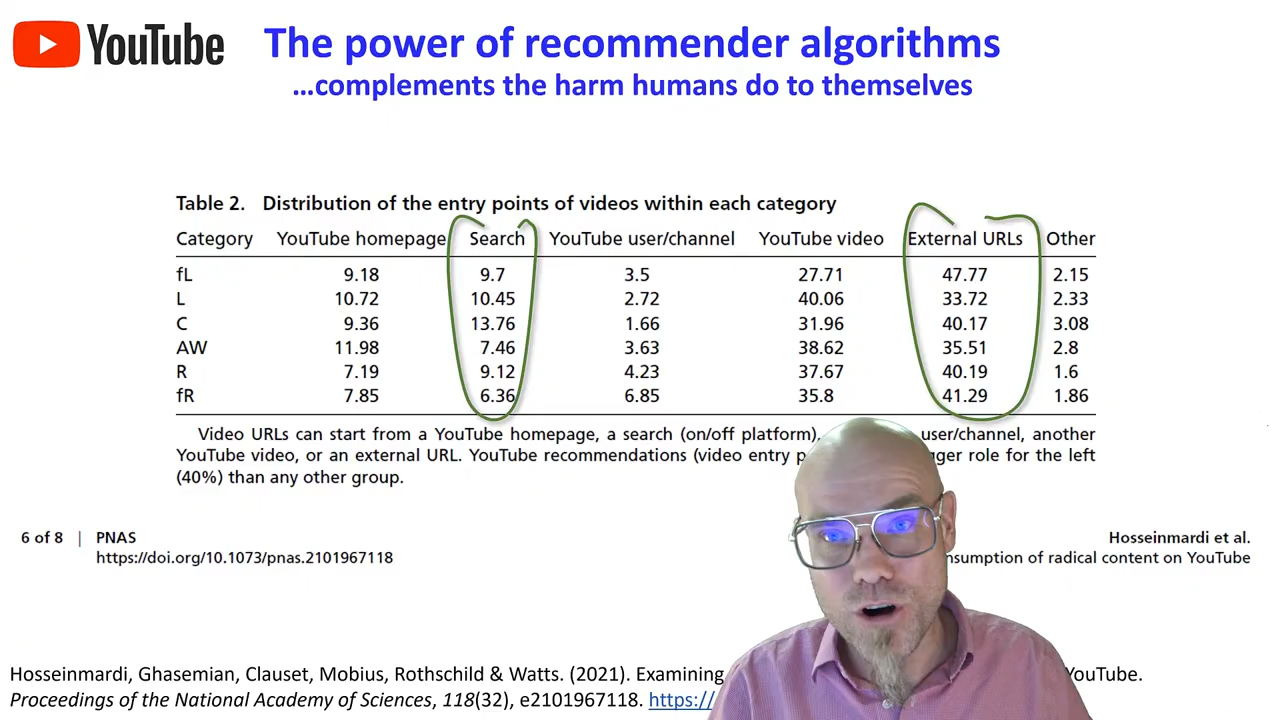 YouTube
The power of recommender algorithms
...complements the harm humans do to themselves
Table 2. Distribution of the entry points of videos within each category
Category YouTube homepage Search YouTube user/channel YouTube video External URLs Other
fL 9.18 9.7 3.5 27.71 47.77 2.15
L 10.72 10.45 2.72 40.06 33.72 2.33
C 9.36 13.76 1.66 31.96 40.17 3.08
AW 11.98 7.46 3.63 38.62 35.51 2.8
R 7.19 9.12 4.23 37.67 40.19 1.6
fR 7.85 6.36 6.85 35.8 41.29 1.86
Video URLs can start from a YouTube homepage, a search (on/off platform), user/channel, another
YouTube video, or an external URL. YouTube recommendations (video entry role for the left
(40%) than any other group.
6 of 8 | PNAS
https://doi.org/10.1073/pnas.2101967118
Hosseinmardi et al.
consumption of radical content on YouTube
Hosseinmardi, Ghasemian, Clauset, Mobius, Rothschild & Watts. (2021). Examining YouTube.
Proceedings of the National Academy of Sciences, 118(32), e2101967118. https://